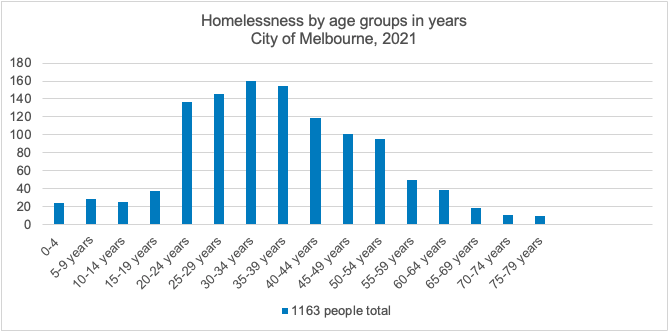 Homelessness by age groups in years
City of Melbourne, 2021
180
160
140
120
100
80
60
40
20
0
0-4
5-9 years
10-14 years
15-19 years
20-24 years
25-29 years
30-34 years
35-39 years
40-44 years
45-49 years
50-54 years
55-59 years
60-64 years
65-69 years
70-74 years
75-79 years
1163 people total